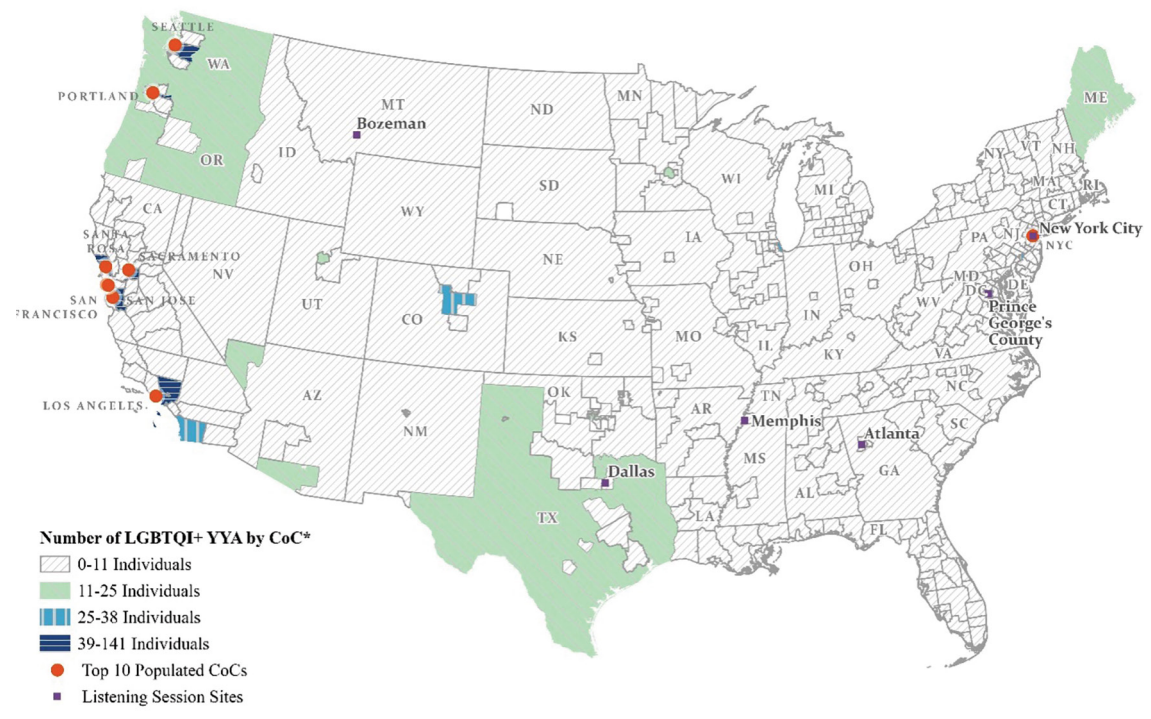 SEATTLE
WA
PORTLAND
OR
MT
Bozeman
ID
ND
MN
SD
WY
WI
MI
ME
NY
VT
NH
MA
RI
CT
CA
SANTA
ROSA
SACRAMENTO
NV
SAN
FRANCISCO
SAN JOSE
UT
CO
NE
IA
KS
MO
IL
IN
OH
KY
WV
PA
NJ
New York City
NYC
MD
DC
DE
Prince
George's
County
VA
LOS ANGELES
AZ
NM
OK
AR
TN
NC
SC
Memphis
Atlanta
MS
AL
GA
Dallas
TX
LA
FL
Number of LGBTQI+ YYA by CoC*
0-11 Individuals
11-25 Individuals
25-38 Individuals
39-141 Individuals
Top 10 Populated CoCs
Listening Session Sites